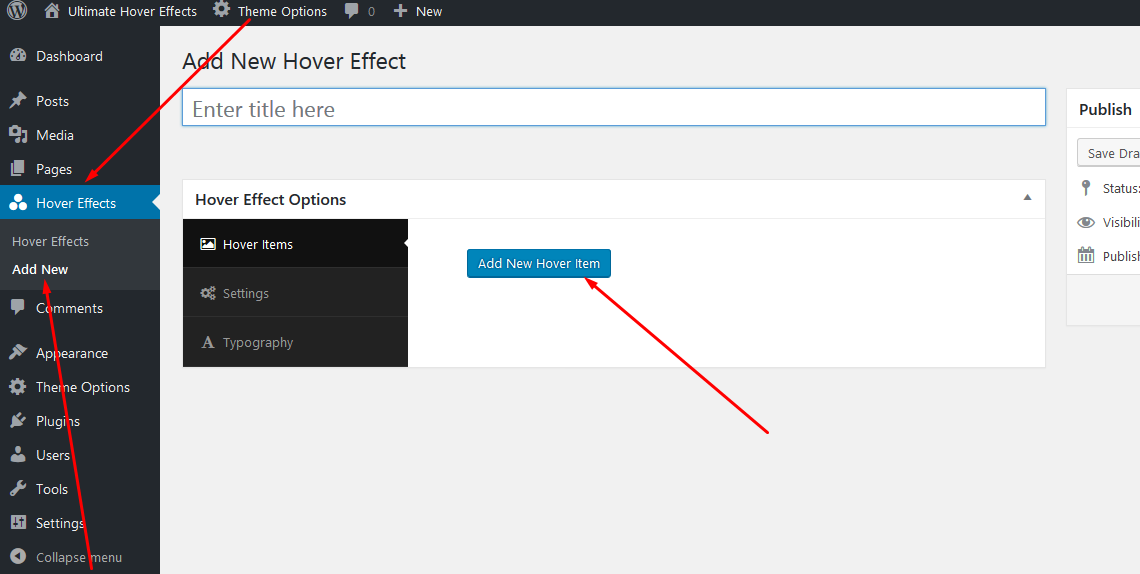 Ultimate Hover Effects Theme Options 0 New
Dashboard
Posts
Media
Pages
Hover Effects
Hover Effects
Add New
Comments
Appearance
Theme Options
Plugins
Users
Tools
Settings
Collapse menu
Add New Hover Effect
Enter title here
Hover Effect Options
Hover Items
Settings
Typography
Add New Hover Item
Publish
Save Dra
Status:
Visibili
Publish